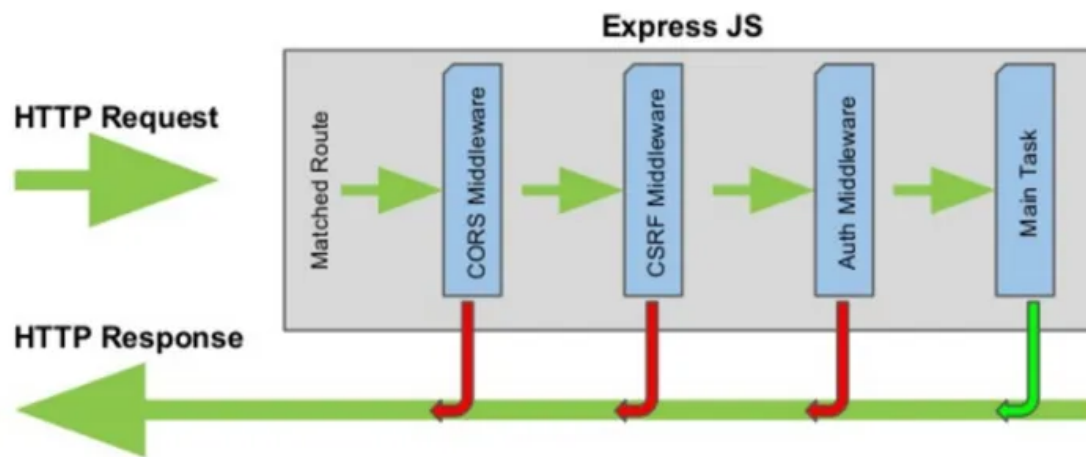 Express JS
HTTP Request
Matched Route
CORS Middleware
CSRF Middleware
Auth Middleware
Main Task
HTTP Response